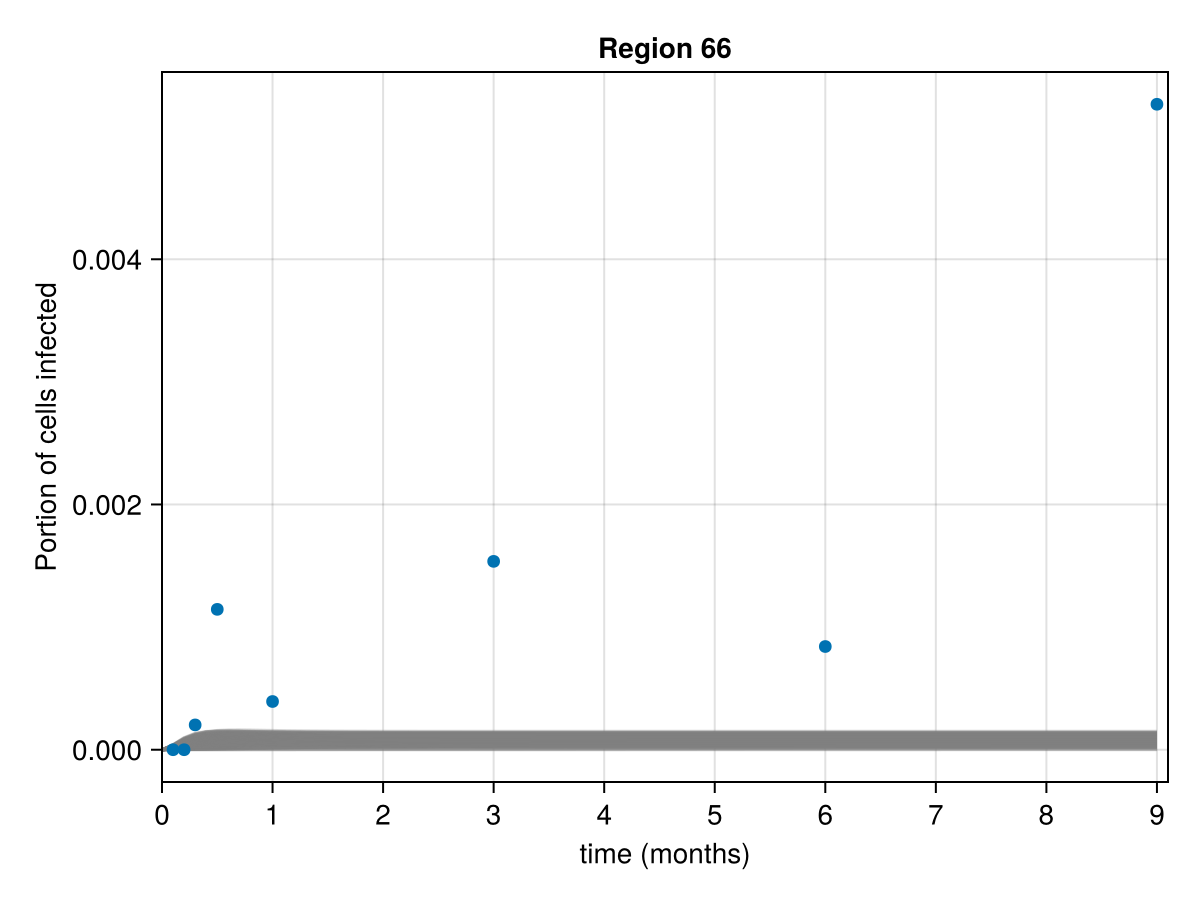 Region 66
Portion of cells infected
0.004
0.002
0.000
0 1 2 3 4 5 6 7 8 9
time (months)